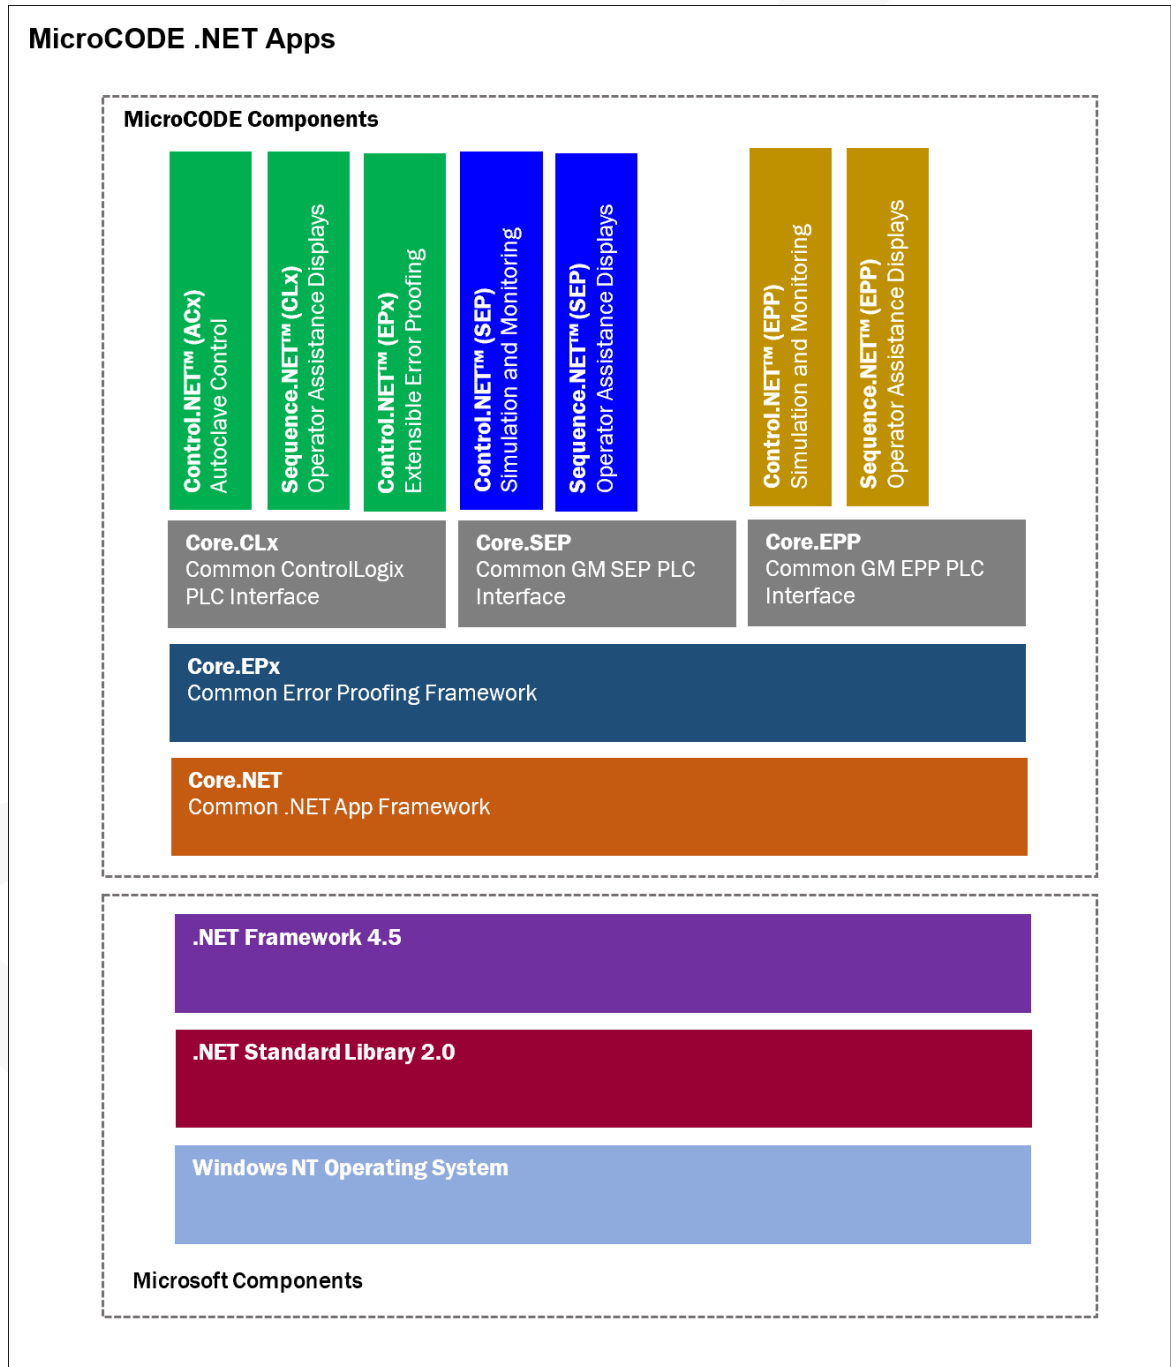 MicroCODE .NET Apps
MicroCODE Components
Control.NET™ (ACx)
Autoclave Control
Sequence.NET™ (CLx)
Operator Assistance Displays
Control.NET™ (EPx)
Extensible Error Proofing
Control.NET™ (SEP)
Simulation and Monitoring
Sequence.NET™ (SEP)
Operator Assistance Displays
Control.NET™ (EPP)
Simulation and Monitoring
Sequence.NET™ (EPP)
Operator Assistance Displays
Core.CLx
Common ControlLogix
PLC Interface
Core.SEP
Common GM SEP PLC
Interface
Core.EPP
Common GM EPP PLC
Interface
Core.EPx
Common Error Proofing Framework
Core.NET
Common .NET App Framework
.NET Framework 4.5
.NET Standard Library 2.0
Windows NT Operating System
Microsoft Components